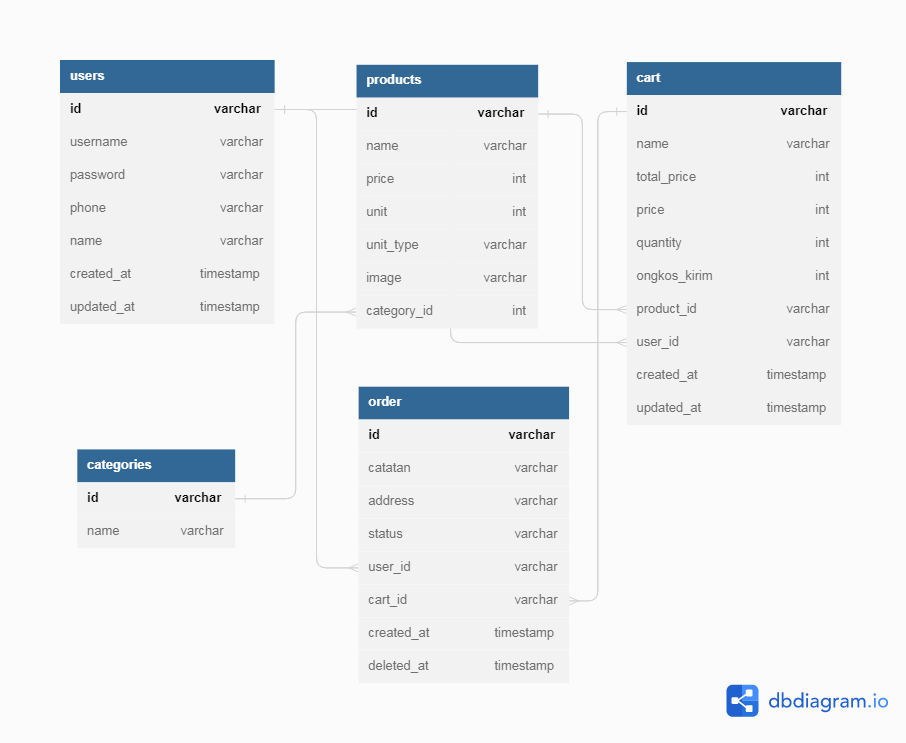 users
id varchar
username varchar
password varchar
phone varchar
name varchar
created_at timestamp
updated_at timestamp
products
id varchar
name varchar
price int
unit int
unit_type varchar
image varchar
category_id int
cart
id varchar
name varchar
total_price int
price int
quantity int
ongkos_kirim int
product_id varchar
user_id varchar
created_at timestamp
updated_at timestamp
categories
id varchar
name varchar
order
id varchar
catatan varchar
address varchar
status varchar
user_id varchar
cart_id varchar
created_at timestamp
deleted_at timestamp
dbdiagram.io